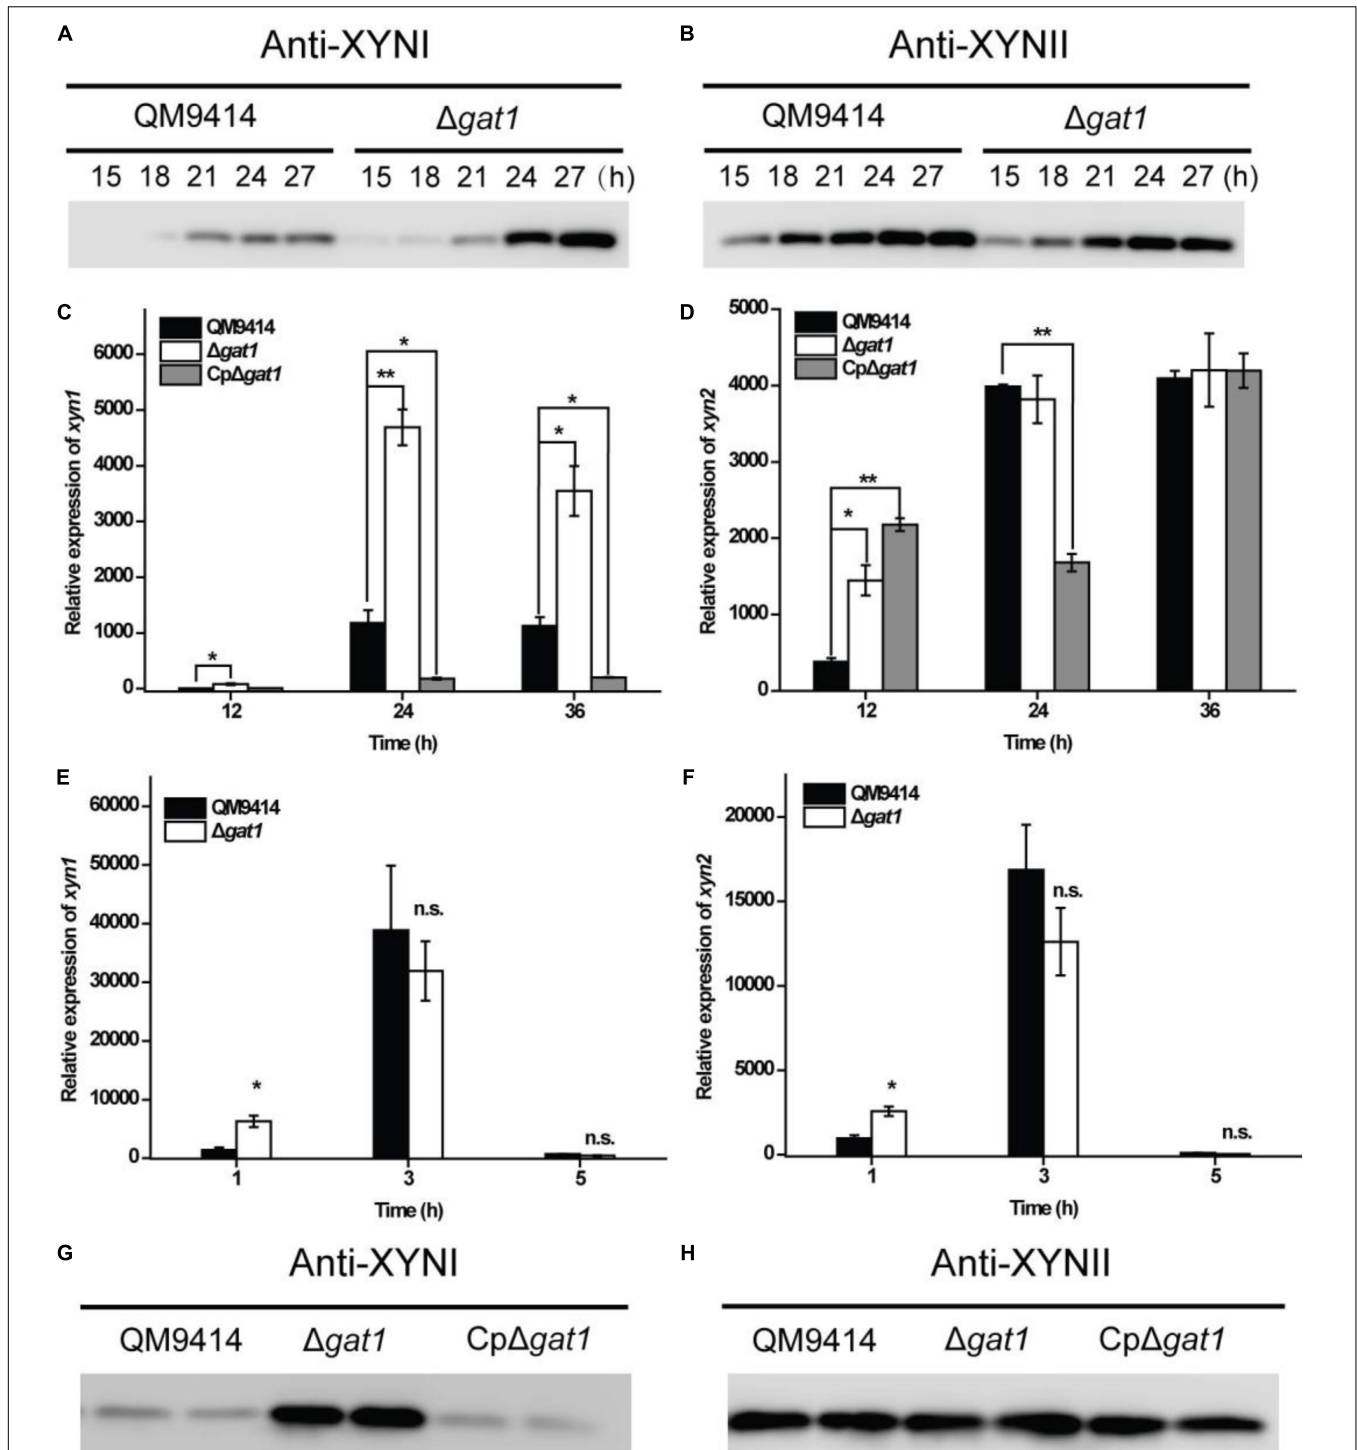 A
Anti-XYNI
QM9414 Δgat1
15 18 21 24 27 15 18 21 24 27 (h)
B
Anti-XYNII
QM9414 Δgat1
15 18 21 24 27 15 18 21 24 27 (h)
C
QM9414
Δgat1
CpΔgat1
Relative expression of xyn1
6000
5000
4000
3000
2000
1000
0
*
*
**
*
*
12 24 36
Time (h)
D
QM9414
Δgat1
CpΔgat1
Relative expression of xyn2
5000
4000
3000
2000
1000
0
**
*
**
12 24 36
Time (h)
E
QM9414
Δgat1
Relative expression of xyn1
60000
50000
40000
30000
20000
10000
0
*
n.s.
n.s.
1 3 5
Time (h)
F
QM9414
Δgat1
Relative expression of xyn2
20000
15000
10000
5000
0
*
n.s.
n.s.
1 3 5
Time (h)
G
Anti-XYNI
QM9414 Δgat1 CpΔgat1
H
Anti-XYNII
QM9414 Δgat1 CpΔgat1